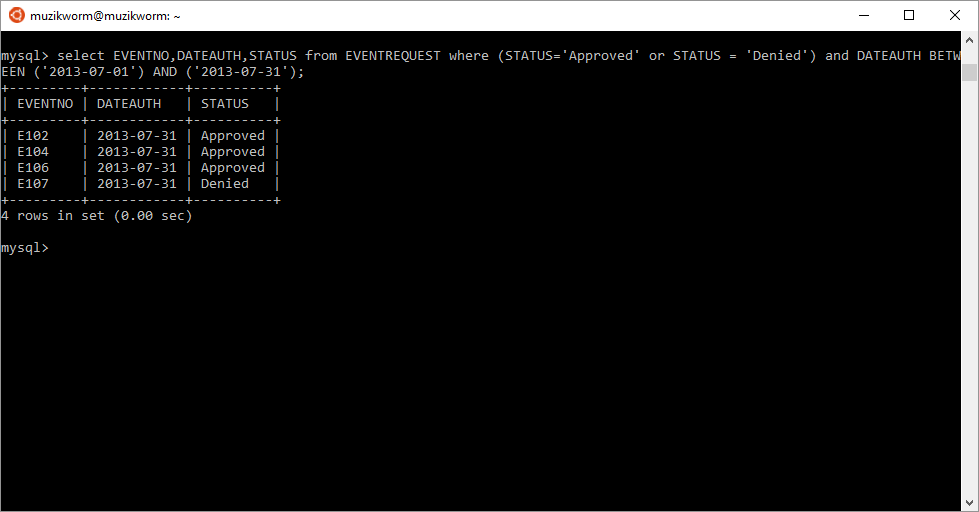 muzikworm@muzikworm: ~
mysql> select EVENTNO,DATEAUTH,STATUS from EVENTREQUEST where (STATUS='Approved' or STATUS = 'Denied') and DATEAUTH BETW
EEN ('2013-07-01') AND ('2013-07-31');
+---------+------------+----------+
| EVENTNO | DATEAUTH   | STATUS   |
+---------+------------+----------+
| E102    | 2013-07-31 | Approved |
| E104    | 2013-07-31 | Approved |
| E106    | 2013-07-31 | Approved |
| E107    | 2013-07-31 | Denied   |
+---------+------------+----------+
4 rows in set (0.00 sec)
mysql>